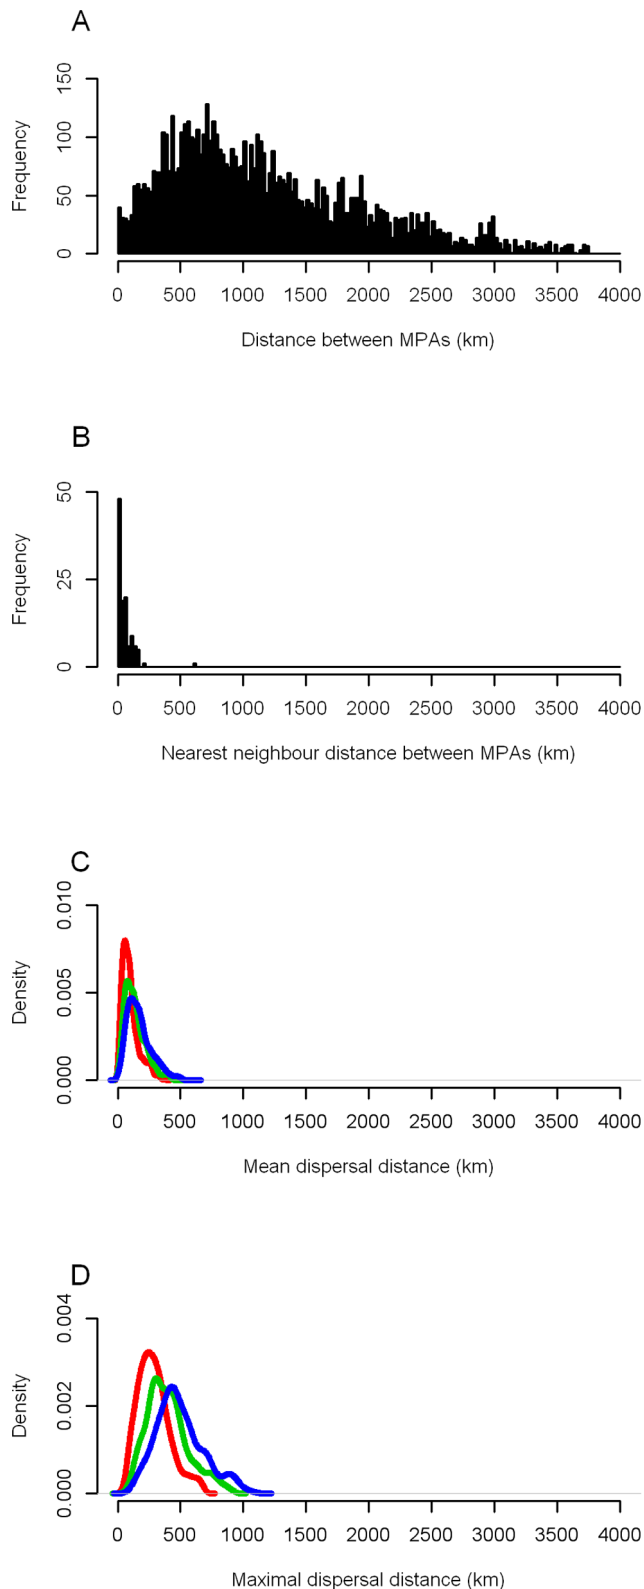 A
Frequency
150
100
50
0
0 500 1000 1500 2000 2500 3000 3500 4000
Distance between MPAs (km)
B
Frequency
50
25
0
0 500 1000 1500 2000 2500 3000 3500 4000
Nearest neighbour distance between MPAs (km)
C
Density
0.010
0.005
0.000
0 500 1000 1500 2000 2500 3000 3500 4000
Mean dispersal distance (km)
D
Density
0.004
0.002
0.000
0 500 1000 1500 2000 2500 3000 3500 4000
Maximal dispersal distance (km)